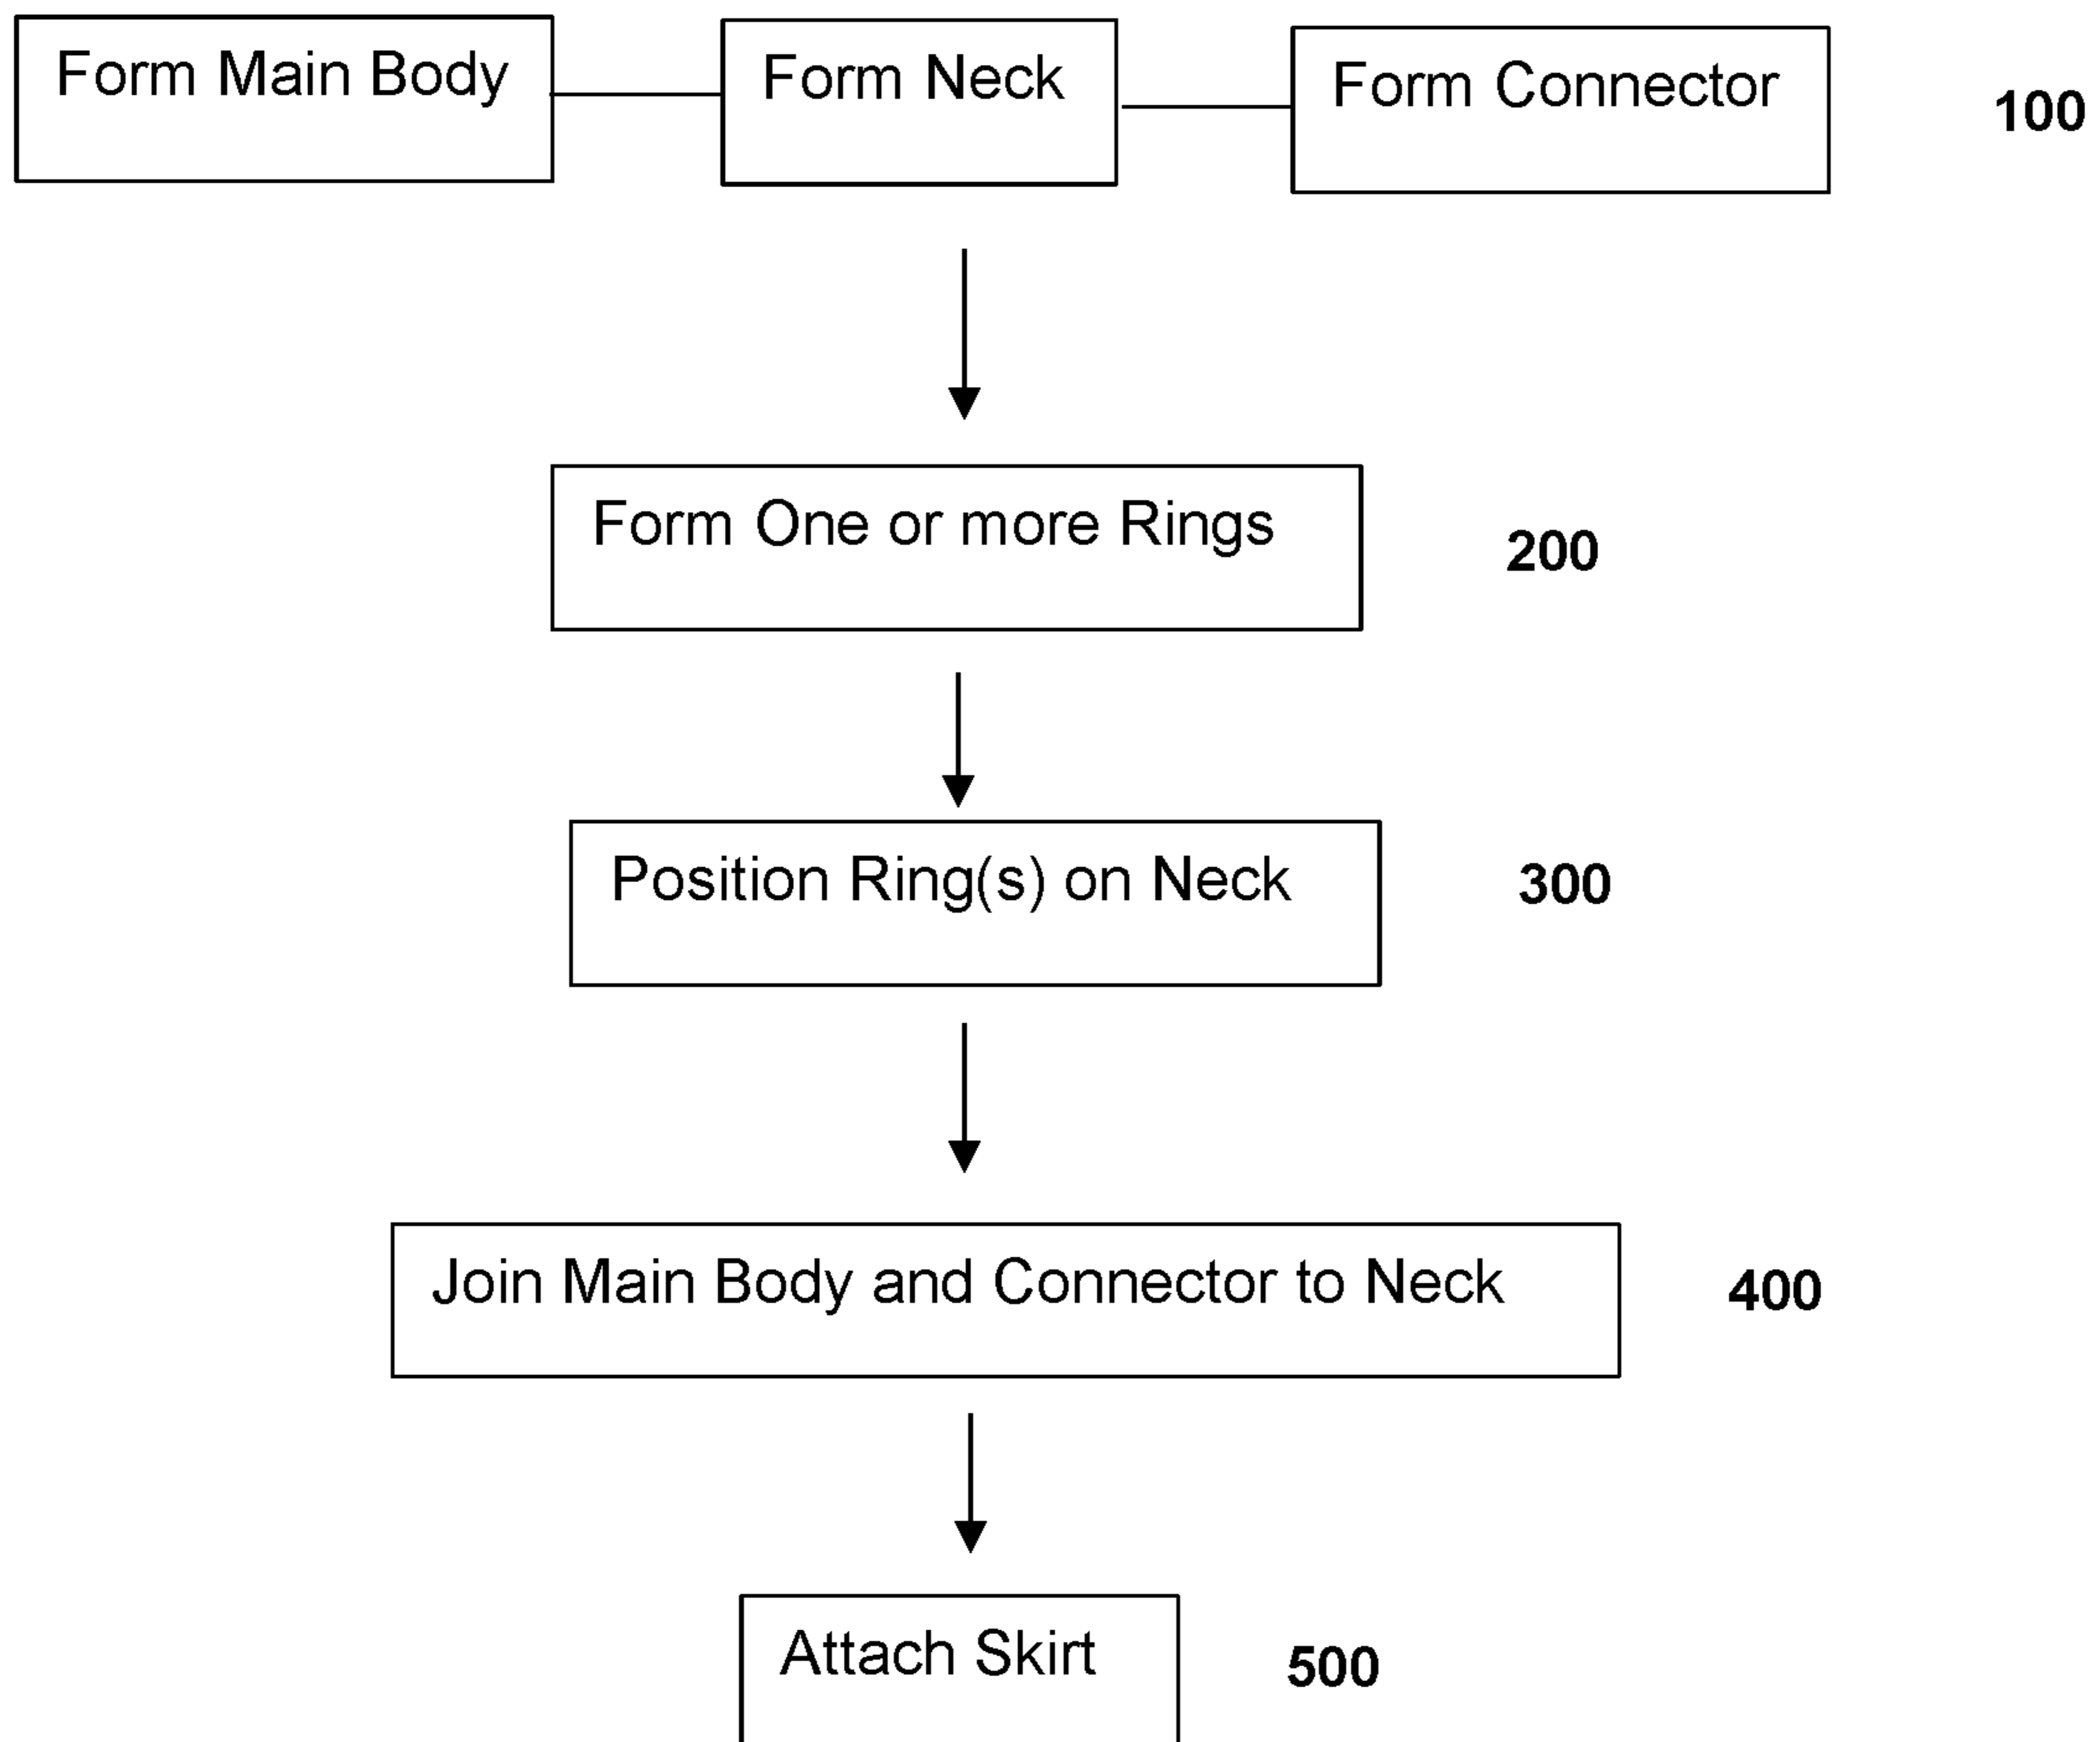 Form Main Body Form Neck Form Connector 100
Form One or more Rings 200
Position Ring(s) on Neck 300
Join Main Body and Connector to Neck 400
Attach Skirt 500